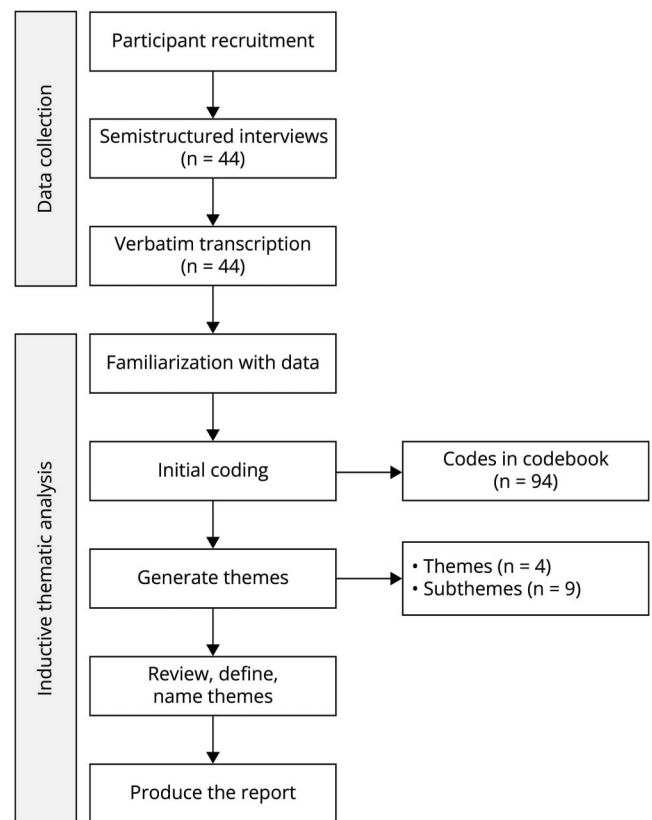 Data collection
Participant recruitment
Semistructured interviews
(n = 44)
Verbatim transcription
(n = 44)
Inductive thematic analysis
Familiarization with data
Initial coding
Codes in codebook
(n = 94)
Generate themes
• Themes (n = 4)
• Subthemes (n = 9)
Review, define,
name themes
Produce the report